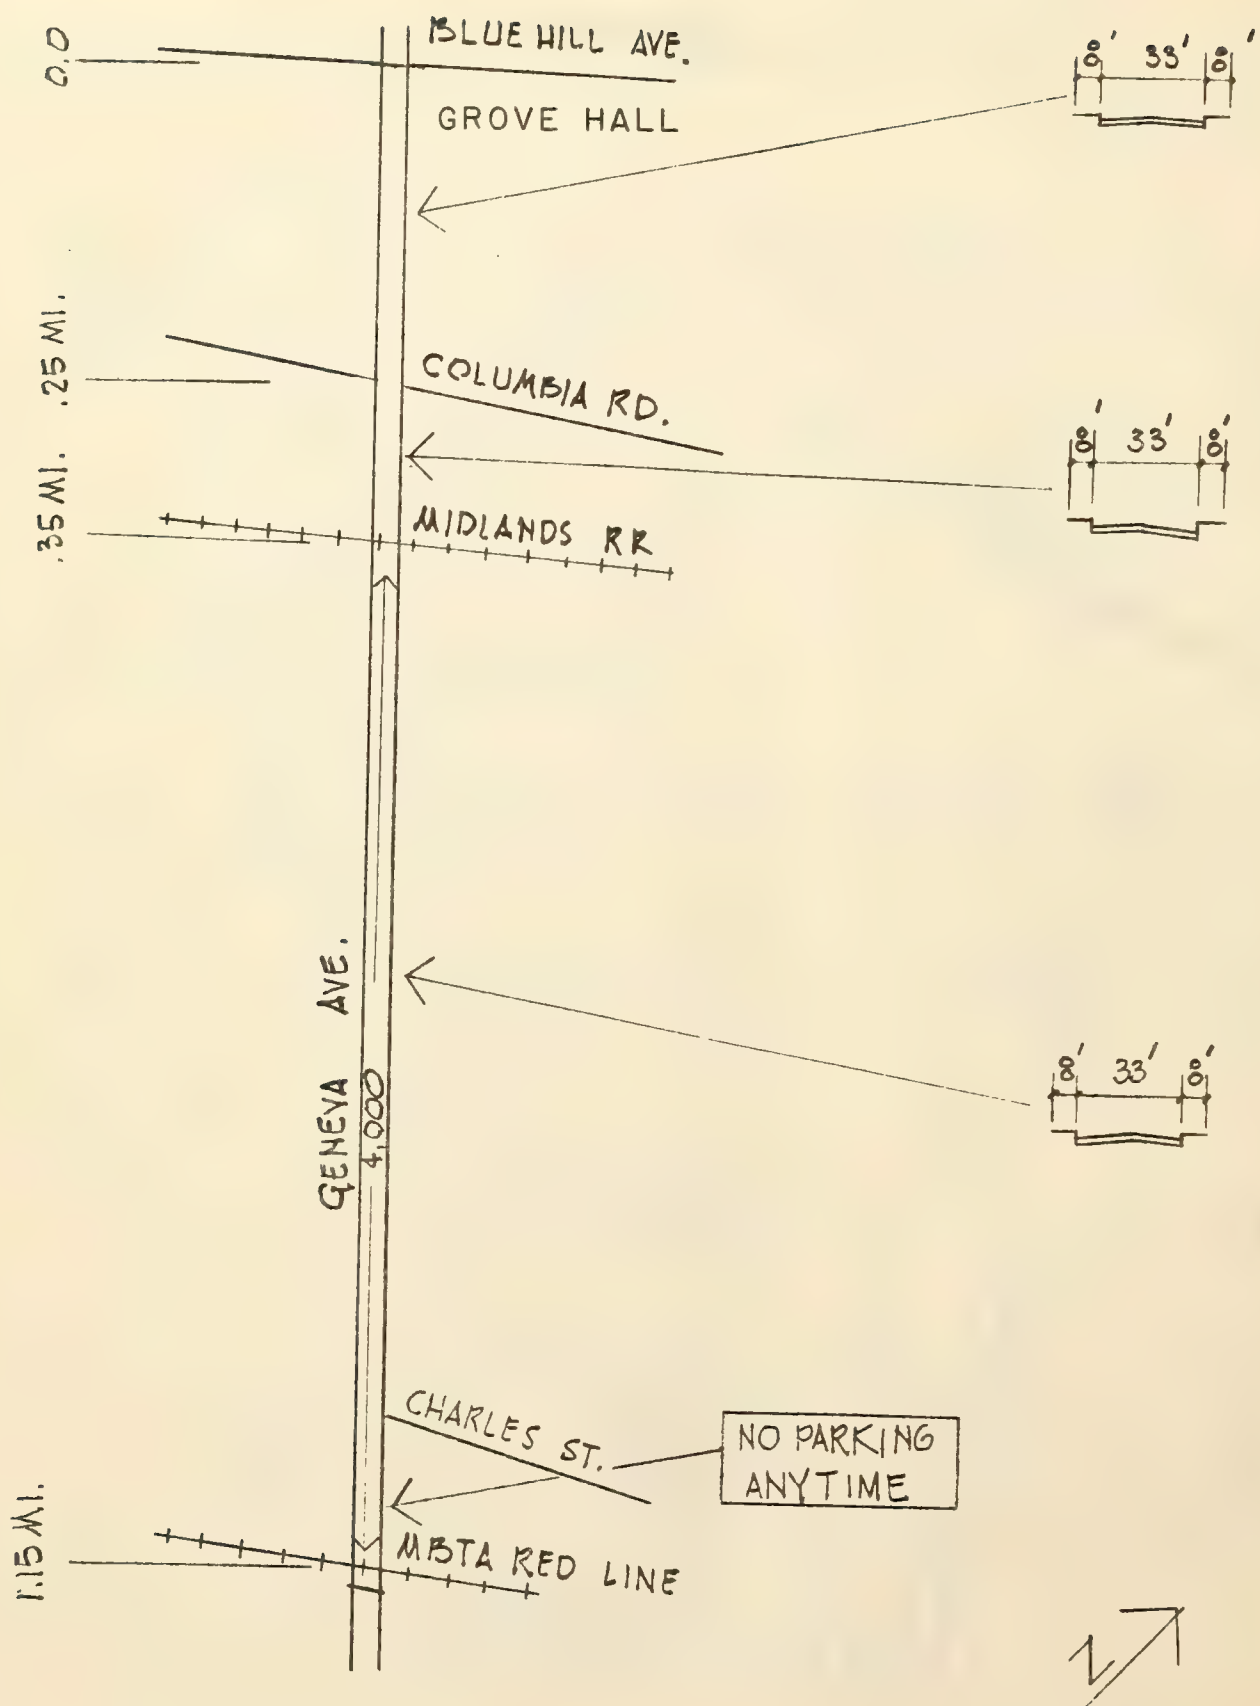 0.0
BLUE HILL AVE.
8' 33' 8'
GROVE HALL
.25 MI.
COLUMBIA RD.
8' 33' 8'
.35 MI.
MIDLANDS RR
GENEVA AVE.
4,000
8' 33' 8'
CHARLES ST.
NO PARKING
ANYTIME
1.15 MI.
MBTA RED LINE
N